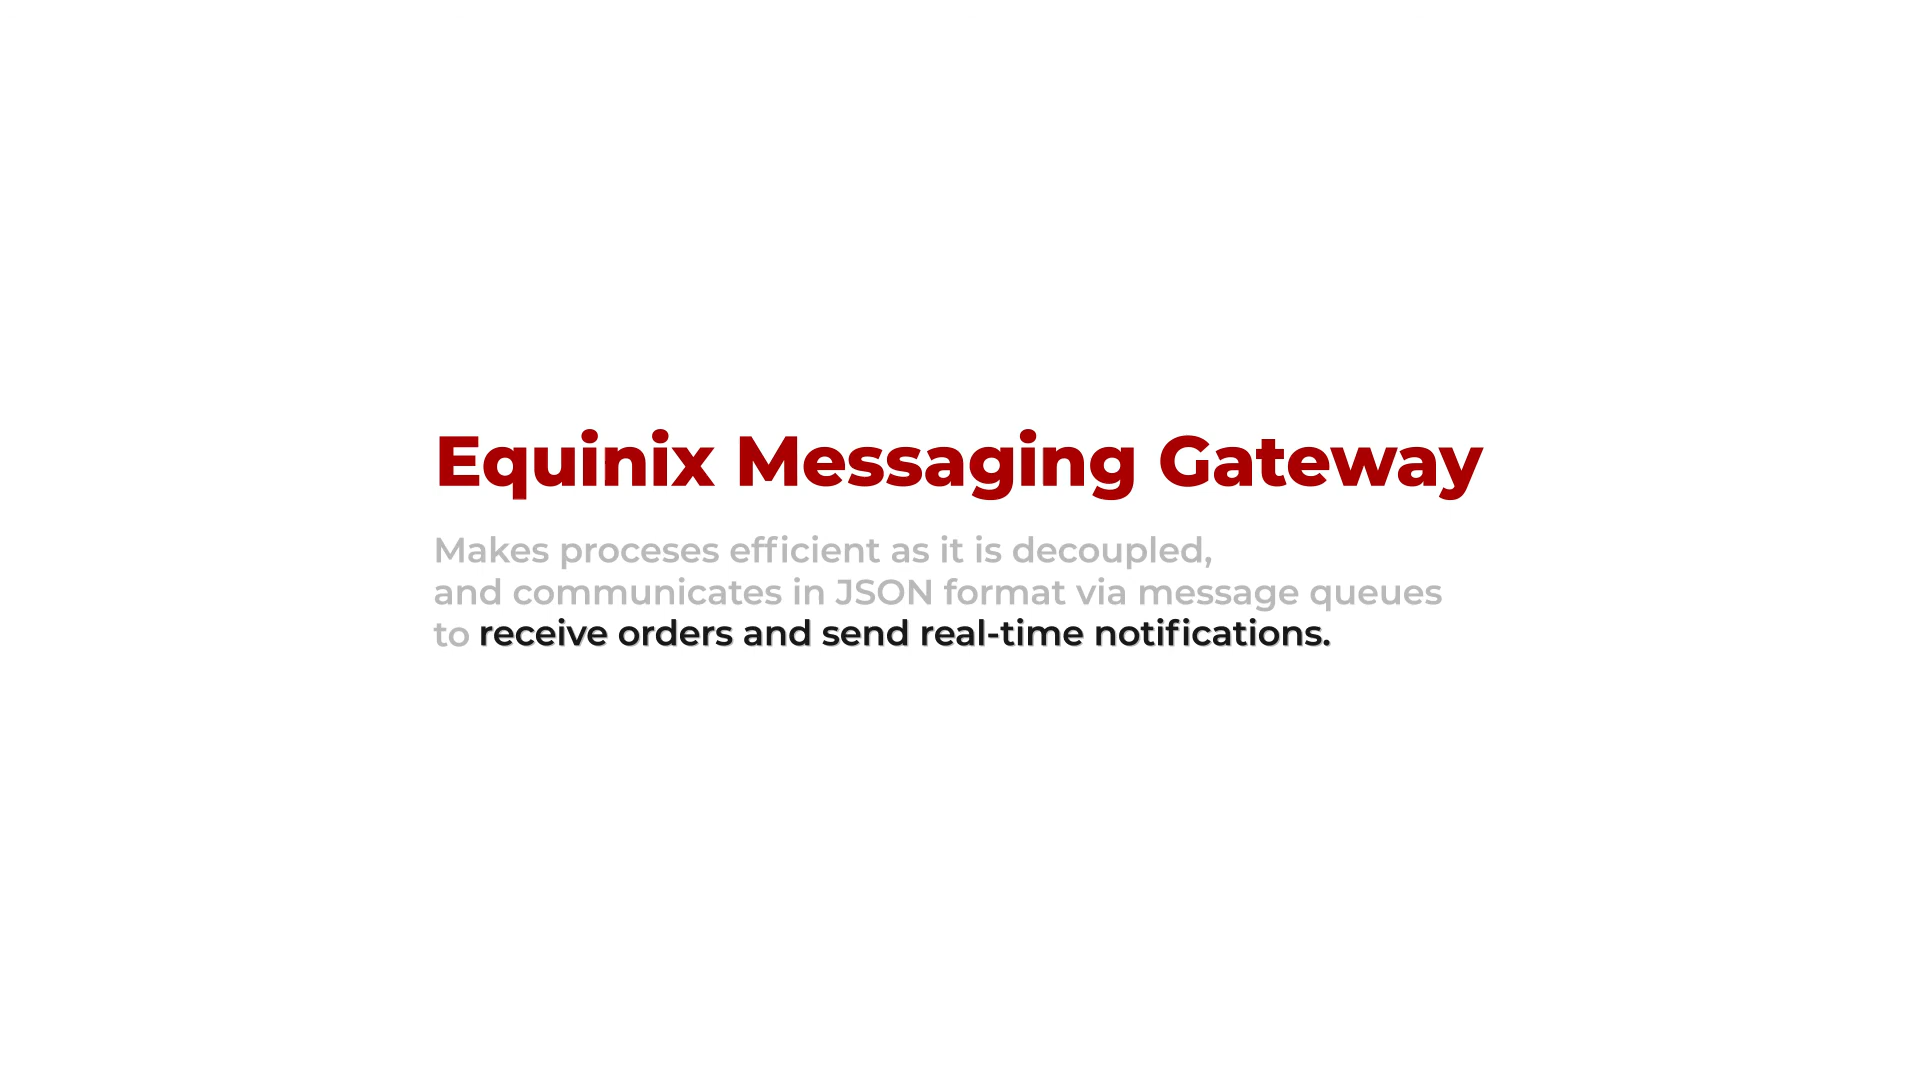 Equinix Messaging Gateway
Makes proceses efficient as it is decoupled,
and communicates in JSON format via message queues
to receive orders and send real-time notifications.